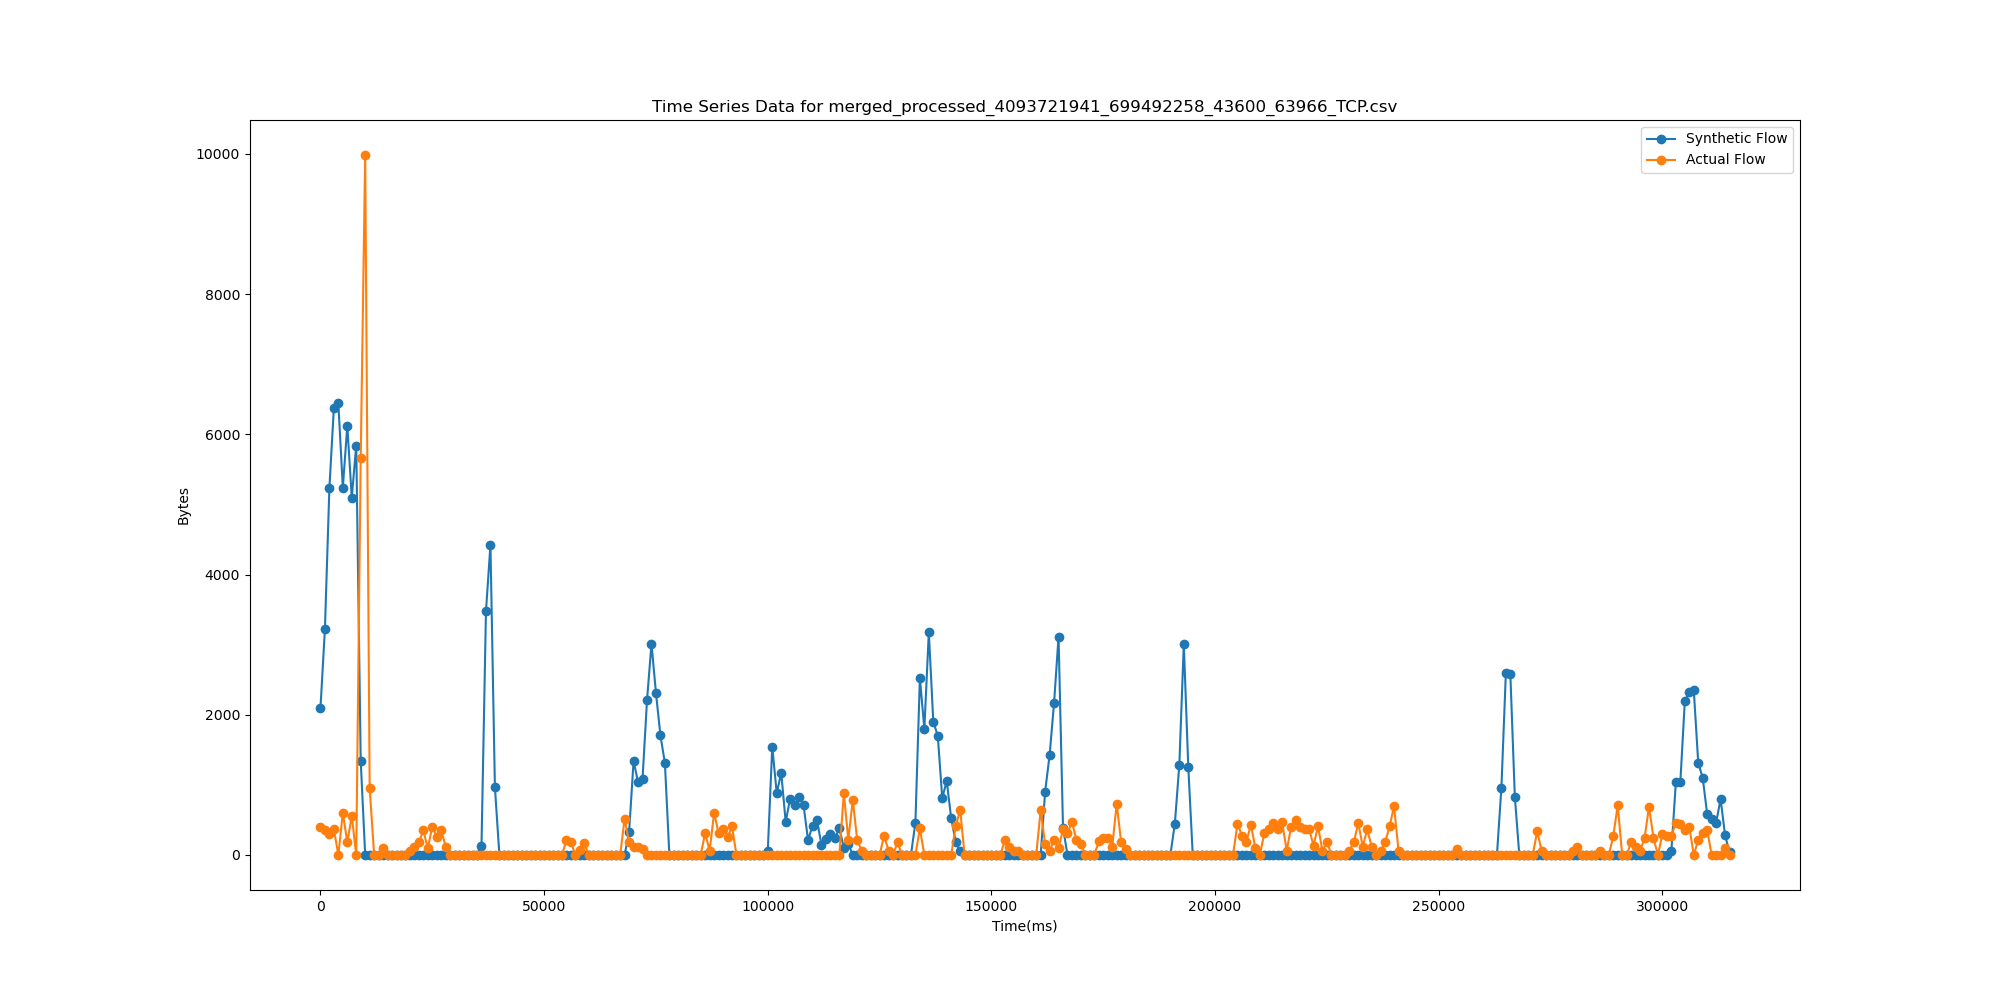 Time Series Data for merged_processed_4093721941_699492258_43600_63966_TCP.csv
Synthetic Flow
Actual Flow
10000
8000
6000
4000
2000
0
Bytes
0 50000 100000 150000 200000 250000 300000
Time(ms)